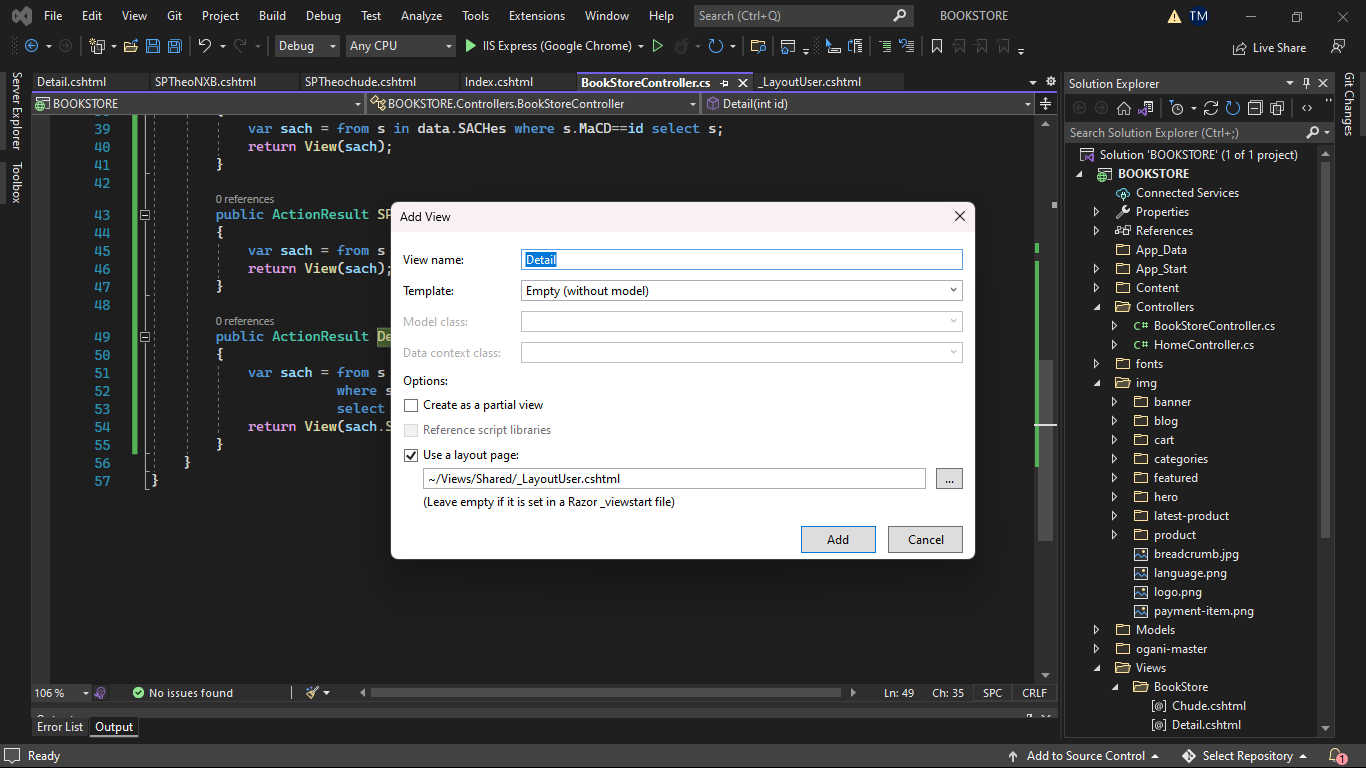 File Edit View Git Project Build Debug Test Analyze Tools Extensions Window Help Search (Ctrl+Q) BOOKSTORE TM
Debug Any CPU IIS Express (Google Chrome) Live Share
Server Explorer
Toolbox
Detail.cshtml SPTheoNXB.cshtml SPTheochude.cshtml Index.cshtml BookStoreController.cs _LayoutUser.cshtml
BOOKSTORE BOOKSTORE.Controllers.BookStoreController Detail(int id)
39 var sach = from s in data.SACHes where s.MaCD==id select s;
40 return View(sach);
41 }
42
0 references
43 public ActionResult SP
44 {
45 var sach = from s
46 return View(sach);
47 }
48
0 references
49 public ActionResult De
50 {
51 var sach = from s
52 where s
53 select
54 return View(sach.S
55 }
56 }
57 }
106 % No issues found Ln: 49 Ch: 35 SPC CRLF
Error List Output
Ready Add to Source Control Select Repository 1
Add View
View name: Detail
Template: Empty (without model)
Model class:
Data context class:
Options:
Create as a partial view
Reference script libraries
Use a layout page:
~/Views/Shared/_LayoutUser.cshtml ...
(Leave empty if it is set in a Razor _viewstart file)
Add Cancel
Solution Explorer
Search Solution Explorer (Ctrl+;)
Solution 'BOOKSTORE' (1 of 1 project)
BOOKSTORE
Connected Services
Properties
References
App_Data
App_Start
Content
Controllers
C# BookStoreController.cs
C# HomeController.cs
fonts
img
banner
blog
cart
categories
featured
hero
latest-product
product
breadcrumb.jpg
language.png
logo.png
payment-item.png
Models
ogani-master
Views
BookStore
[@] Chude.cshtml
[@] Detail.cshtml
Git Changes